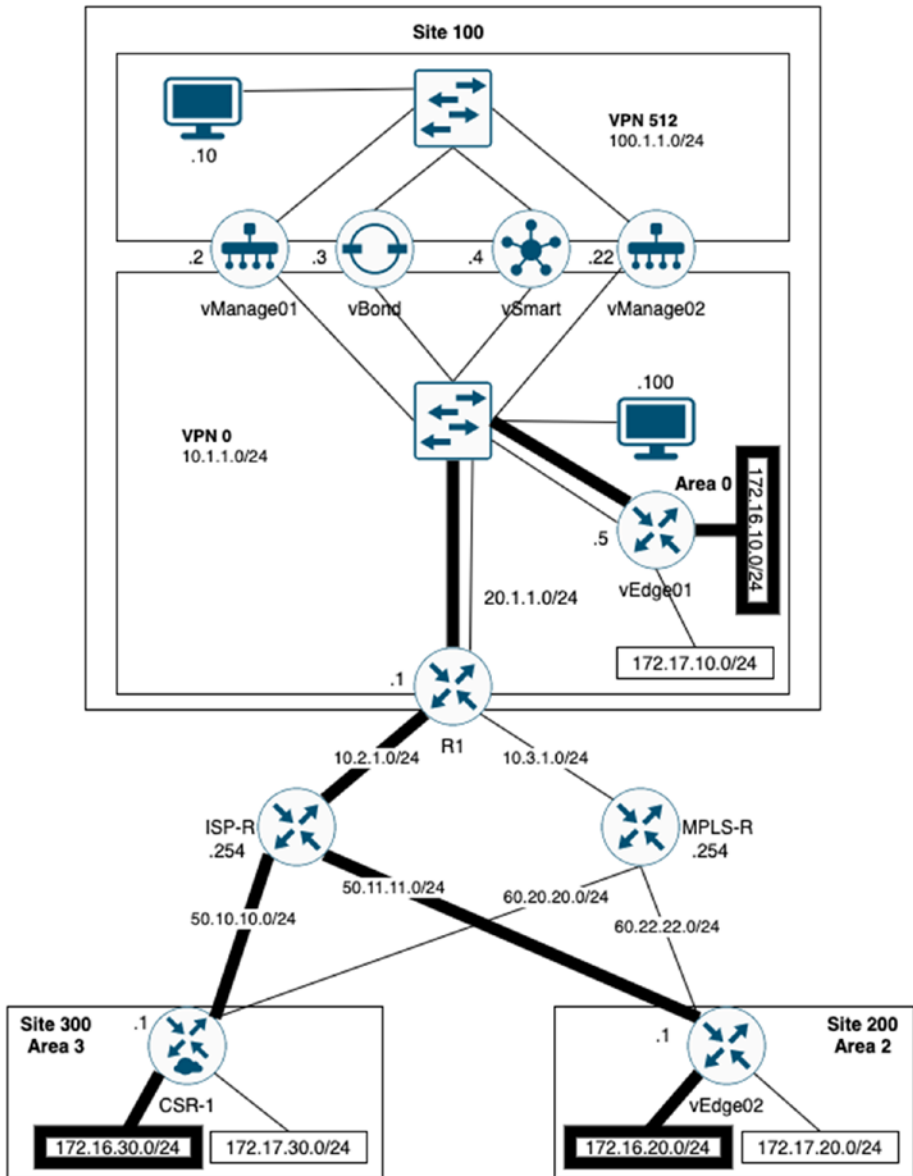 Site 100
VPN 512
100.1.1.0/24
.10
.2
.3
.4
.22
vManage01
vBond
vSmart
vManage02
.100
VPN 0
10.1.1.0/24
Area 0
172.16.10.0/24
.5
vEdge01
20.1.1.0/24
172.17.10.0/24
.1
R1
10.2.1.0/24
10.3.1.0/24
ISP-R
.254
MPLS-R
.254
50.11.11.0/24
60.20.20.0/24
50.10.10.0/24
60.22.22.0/24
Site 300
Area 3
.1
CSR-1
172.16.30.0/24
172.17.30.0/24
Site 200
Area 2
.1
vEdge02
172.16.20.0/24
172.17.20.0/24